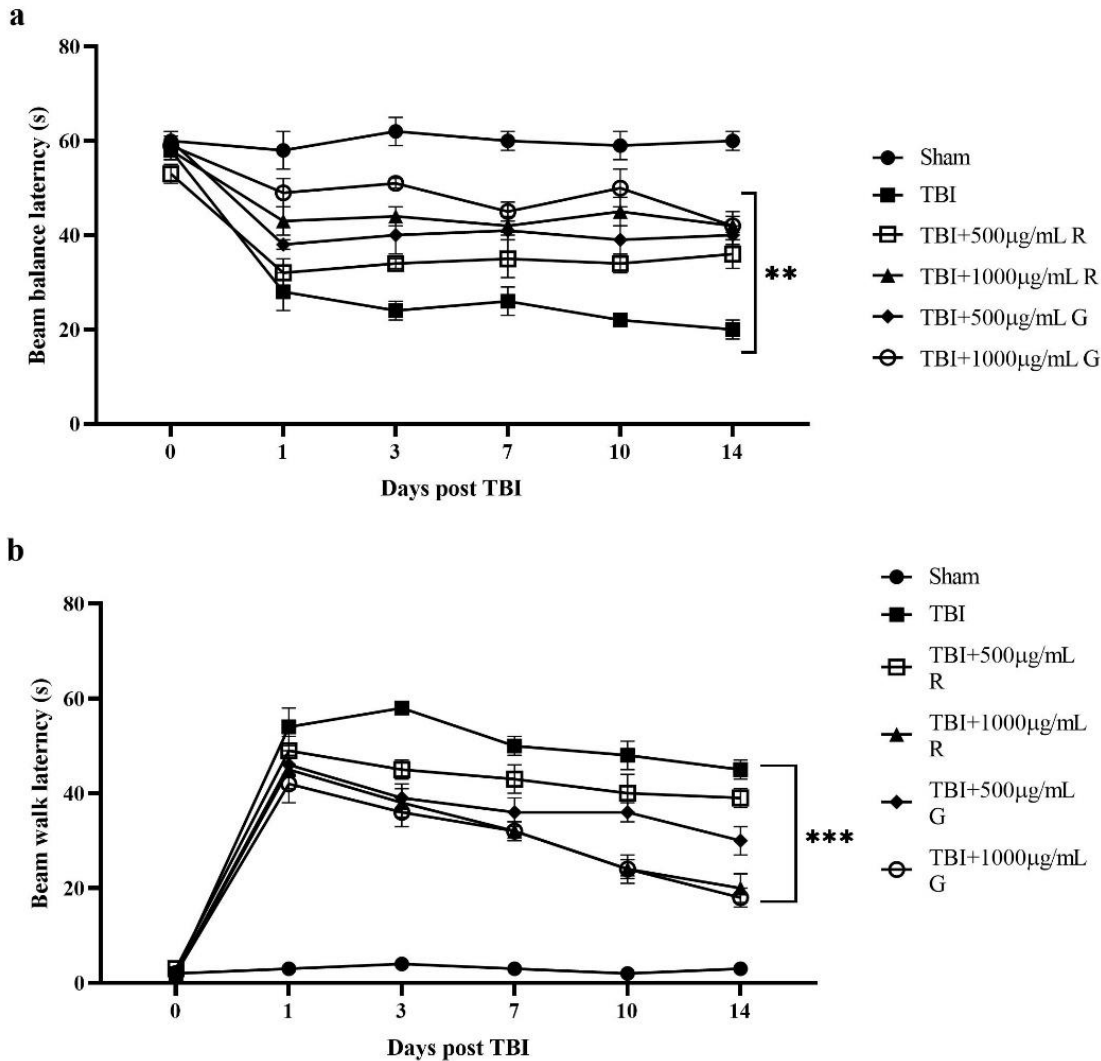 a
Beam balance laterncy (s)
80
60
40
20
0
0 1 3 7 10 14
Days post TBI
**
Sham
TBI
TBI+500μg/mL R
TBI+1000μg/mL R
TBI+500μg/mL G
TBI+1000μg/mL G
b
Beam walk laterncy (s)
80
60
40
20
0
0 1 3 7 10 14
Days post TBI
***
Sham
TBI
TBI+500μg/mL
R
TBI+1000μg/mL
R
TBI+500μg/mL
G
TBI+1000μg/mL
G